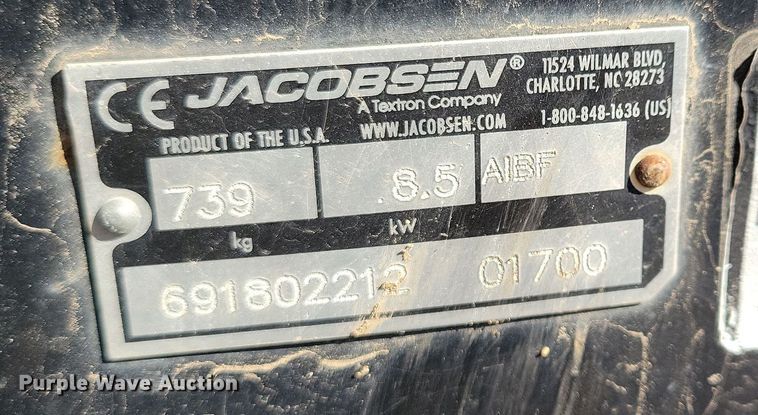 CE JACOBSEN®
A Textron Company
11524 WILMAR BLVD,
CHARLOTTE, NC 28273
PRODUCT OF THE U.S.A. WWW.JACOBSEN.COM 1-800-848-1636 (US)
739 8.5 AIBF
kg kW
691802212 01700
Purple Wave Auction